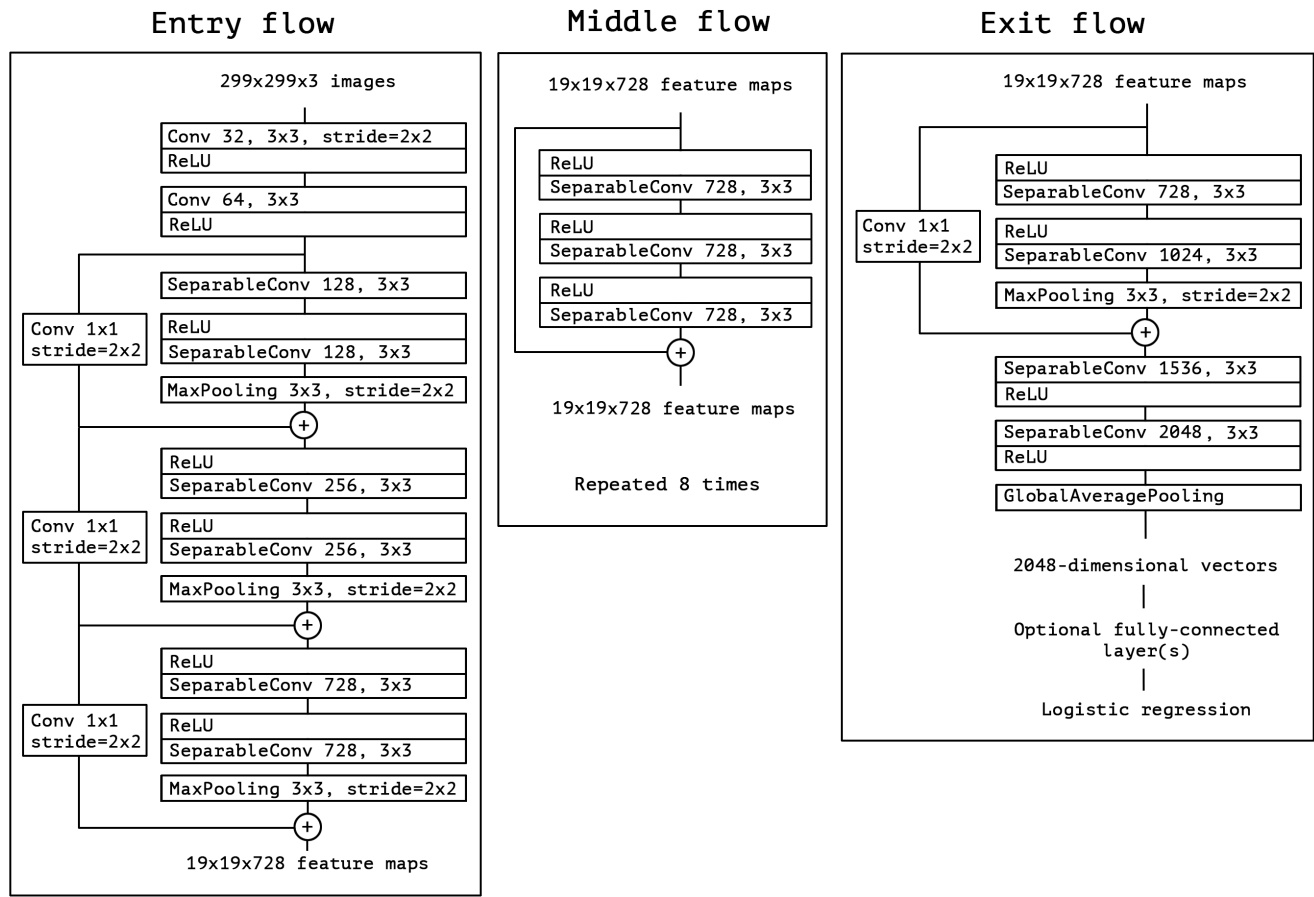 Entry flow
299x299x3 images
Conv 32, 3x3, stride=2x2
ReLU
Conv 64, 3x3
ReLU
SeparableConv 128, 3x3
Conv 1x1
stride=2x2
ReLU
SeparableConv 128, 3x3
MaxPooling 3x3, stride=2x2
+
ReLU
SeparableConv 256, 3x3
Conv 1x1
stride=2x2
ReLU
SeparableConv 256, 3x3
MaxPooling 3x3, stride=2x2
+
ReLU
SeparableConv 728, 3x3
Conv 1x1
stride=2x2
ReLU
SeparableConv 728, 3x3
MaxPooling 3x3, stride=2x2
+
19x19x728 feature maps
Middle flow
19x19x728 feature maps
ReLU
SeparableConv 728, 3x3
ReLU
SeparableConv 728, 3x3
ReLU
SeparableConv 728, 3x3
+
19x19x728 feature maps
Repeated 8 times
Exit flow
19x19x728 feature maps
ReLU
SeparableConv 728, 3x3
Conv 1x1
stride=2x2
ReLU
SeparableConv 1024, 3x3
MaxPooling 3x3, stride=2x2
+
SeparableConv 1536, 3x3
ReLU
SeparableConv 2048, 3x3
ReLU
GlobalAveragePooling
2048-dimensional vectors
Optional fully-connected
layer(s)
Logistic regression